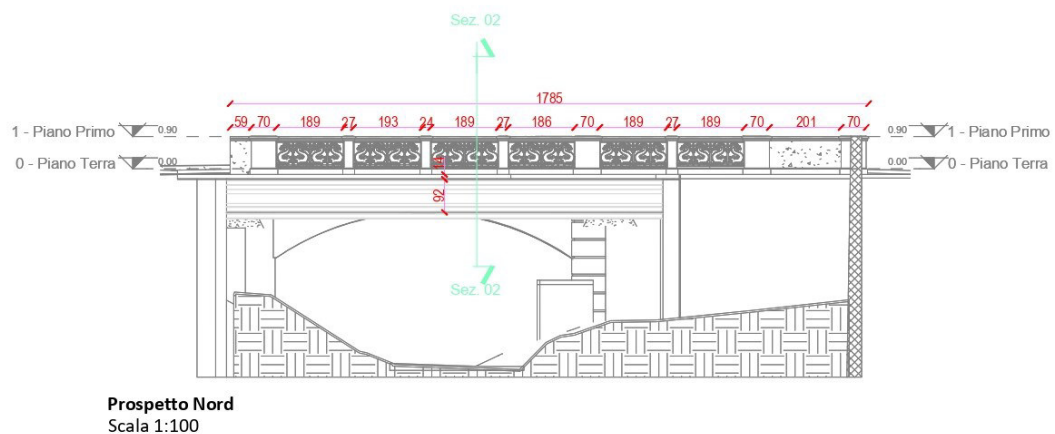 Sez. 02
1785
59 70 189 27 193 24 189 27 186 70 189 27 189 70 201 70
1 - Piano Primo 0.90
0.90 1 - Piano Primo
0 - Piano Terra 0.00
0.00 0 - Piano Terra
14
92
Sez. 02
Prospetto Nord
Scala 1:100